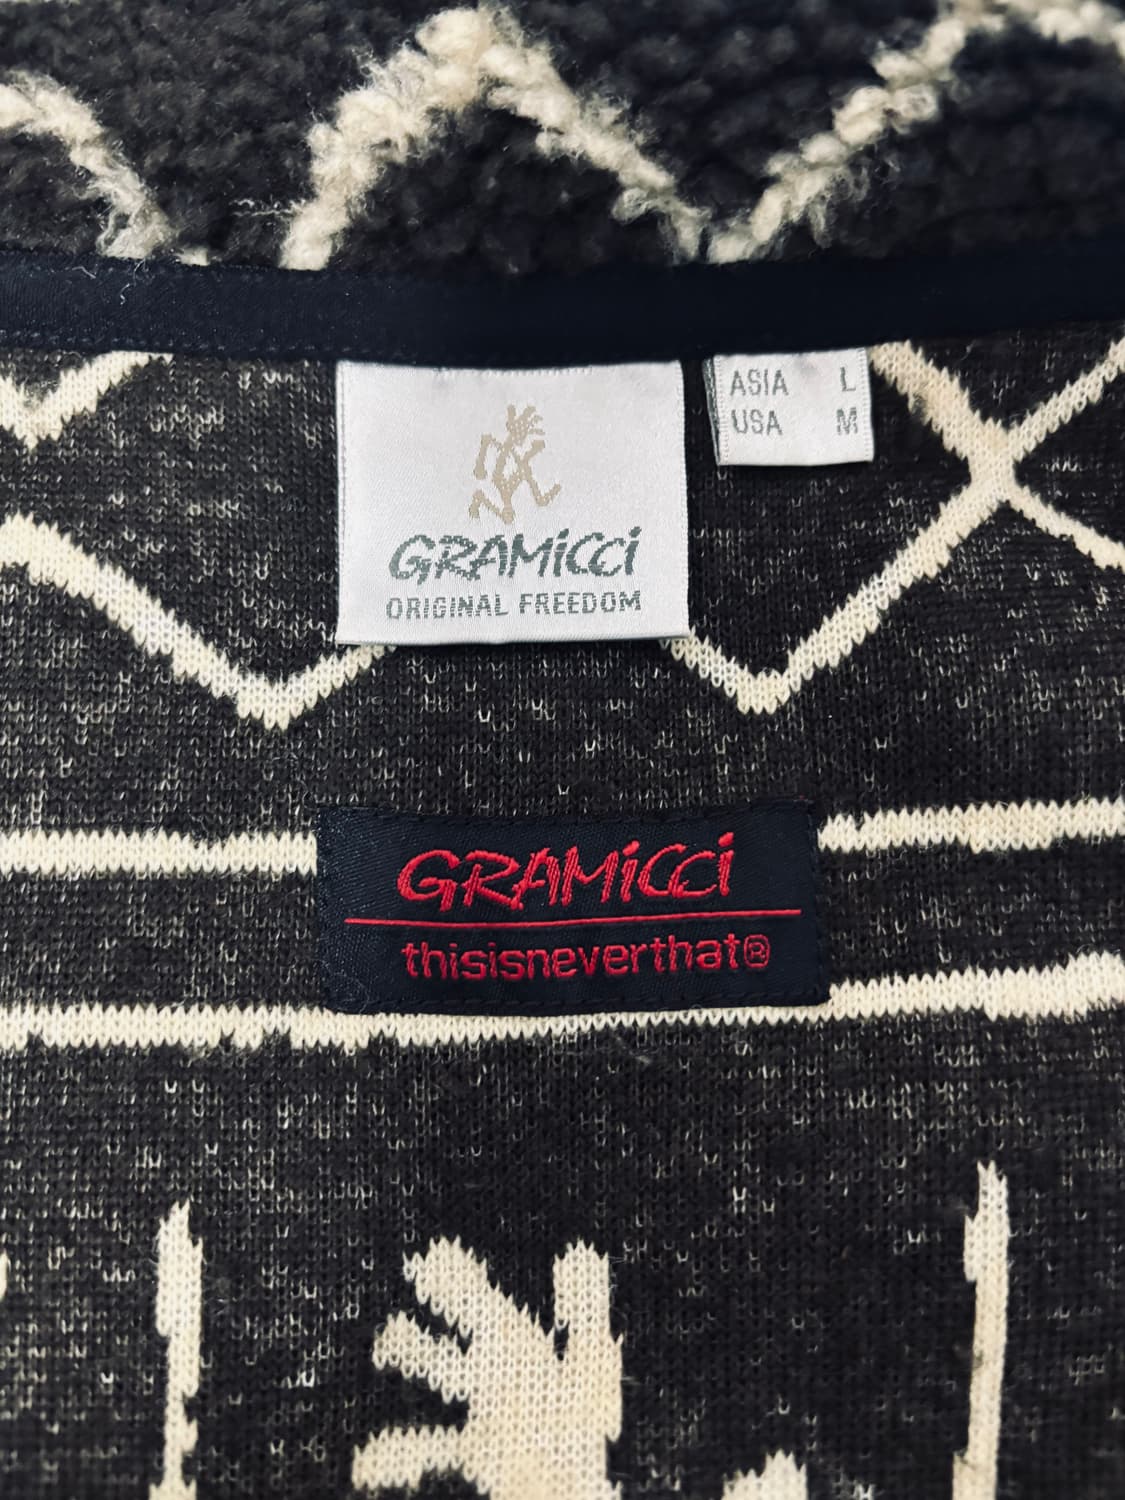 GRAMiCCi
ORIGINAL FREEDOM
ASIA L
USA M
GRAMiCCi
thisisneverthat®